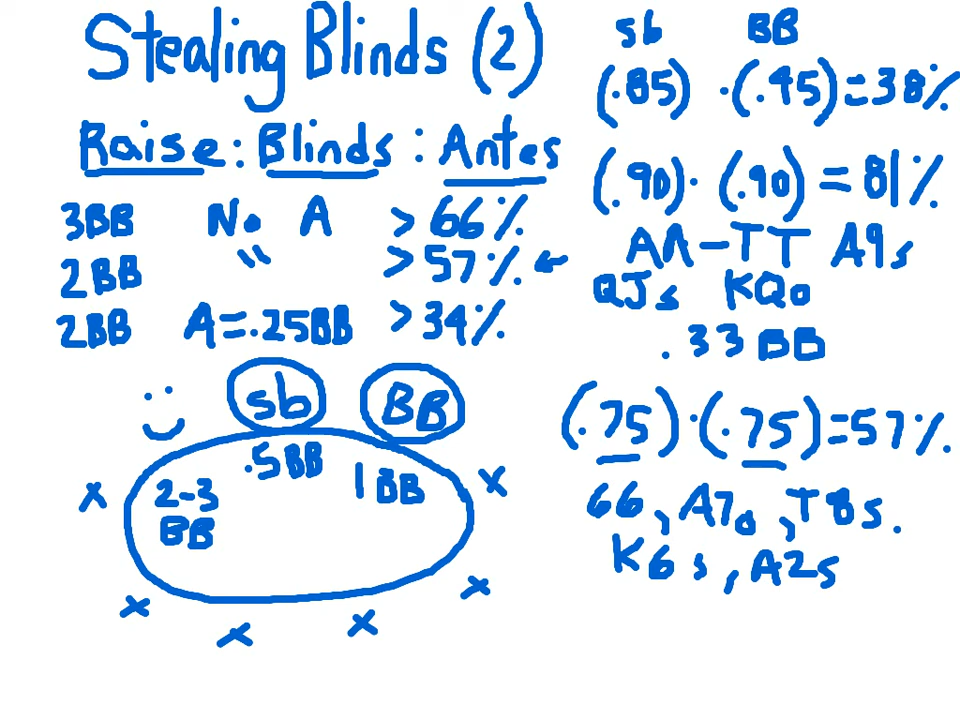 Stealing Blinds (2)
Raise: Blinds: Antes
3BB No A > 66%
2BB " > 57% ←
2BB A=.25BB > 34%
sb BB
.5BB 1BB
2-3
BB
x x
x x x x
sb BB
(.85) ·(.45)=38%
(.90)·(.90)=81%
AA-TT A9s
QJs KQo
.33BB
(.75)·(.75)=57%
66, A7o, T8s.
K6s, A2s